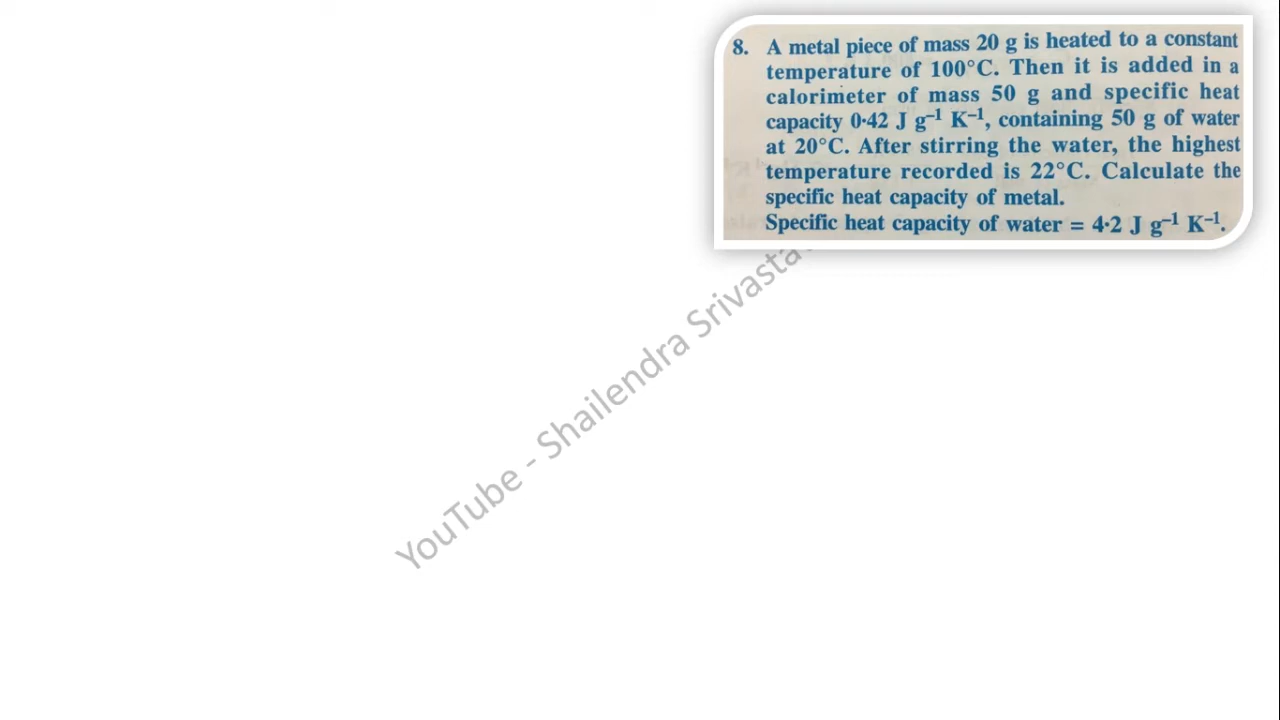 8. A metal piece of mass 20 g is heated to a constant
temperature of 100°C. Then it is added in a
calorimeter of mass 50 g and specific heat
capacity 0·42 J g⁻¹ K⁻¹, containing 50 g of water
at 20°C. After stirring the water, the highest
temperature recorded is 22°C. Calculate the
specific heat capacity of metal.
Specific heat capacity of water = 4·2 J g⁻¹ K⁻¹.
YouTube - Shailendra Srivasta